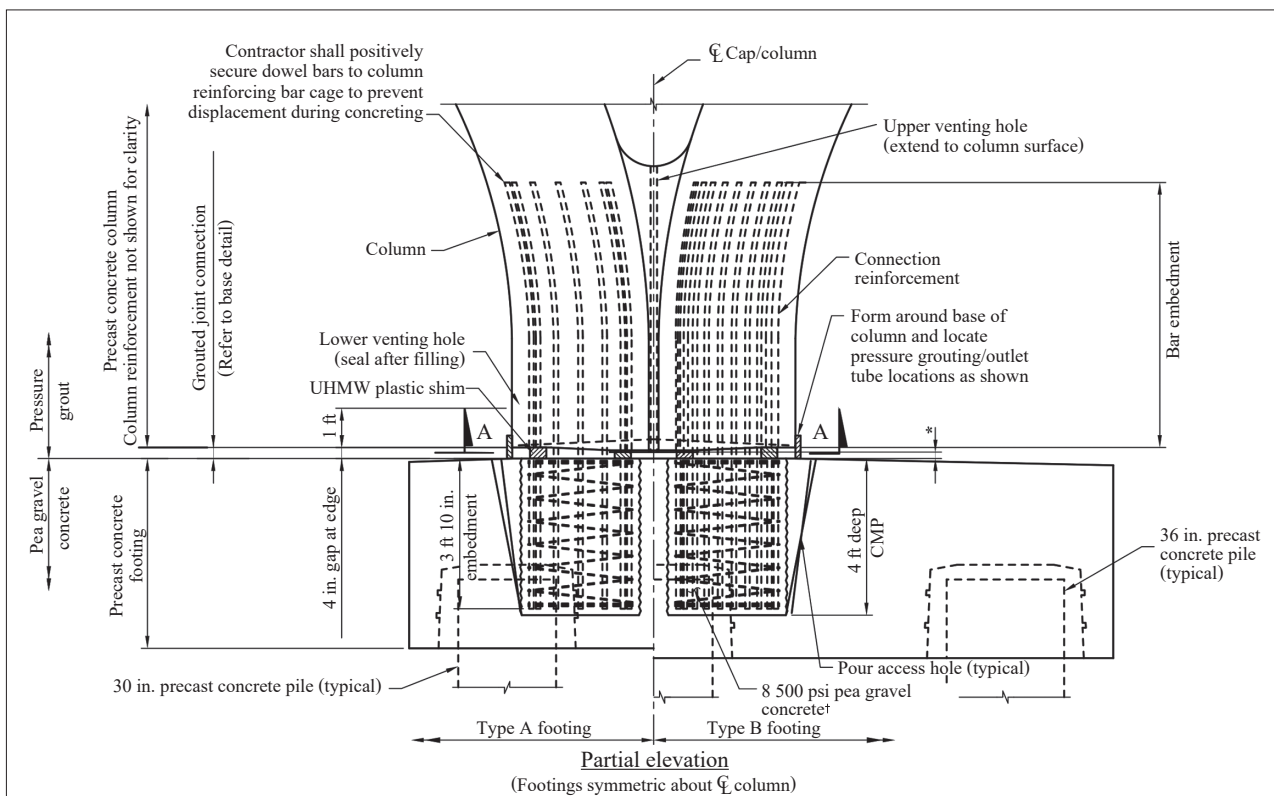 Contractor shall positively
secure dowel bars to column
reinforcing bar cage to prevent
displacement during concreting
℄ Cap/column
Upper venting hole
(extend to column surface)
Precast concrete column
Column reinforcement not shown for clarity
Grouted joint connection
(Refer to base detail)
Column
Connection
reinforcement
Bar embedment
Form around base of
column and locate
pressure grouting/outlet
tube locations as shown
Lower venting hole
(seal after filling)
UHMW plastic shim
Pressure
grout
1 ft
A
A
*
Pea gravel
concrete
Precast concrete
footing
4 in. gap at edge
3 ft 10 in.
embedment
4 ft deep
CMP
36 in. precast
concrete pile
(typical)
Pour access hole (typical)
30 in. precast concrete pile (typical)
8 500 psi pea gravel
concrete†
Type A footing
Type B footing
Partial elevation
(Footings symmetric about ℄ column)